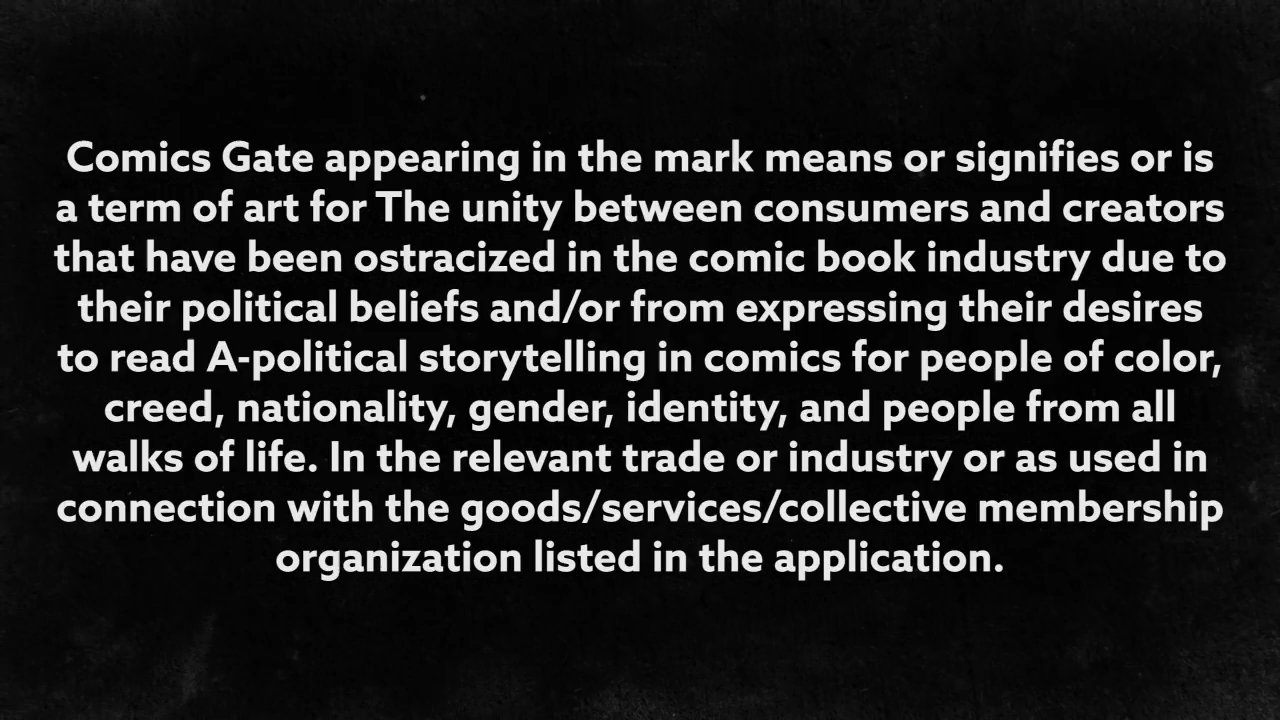 Comics Gate appearing in the mark means or signifies or is
a term of art for The unity between consumers and creators
that have been ostracized in the comic book industry due to
their political beliefs and/or from expressing their desires
to read A-political storytelling in comics for people of color,
creed, nationality, gender, identity, and people from all
walks of life. In the relevant trade or industry or as used in
connection with the goods/services/collective membership
organization listed in the application.